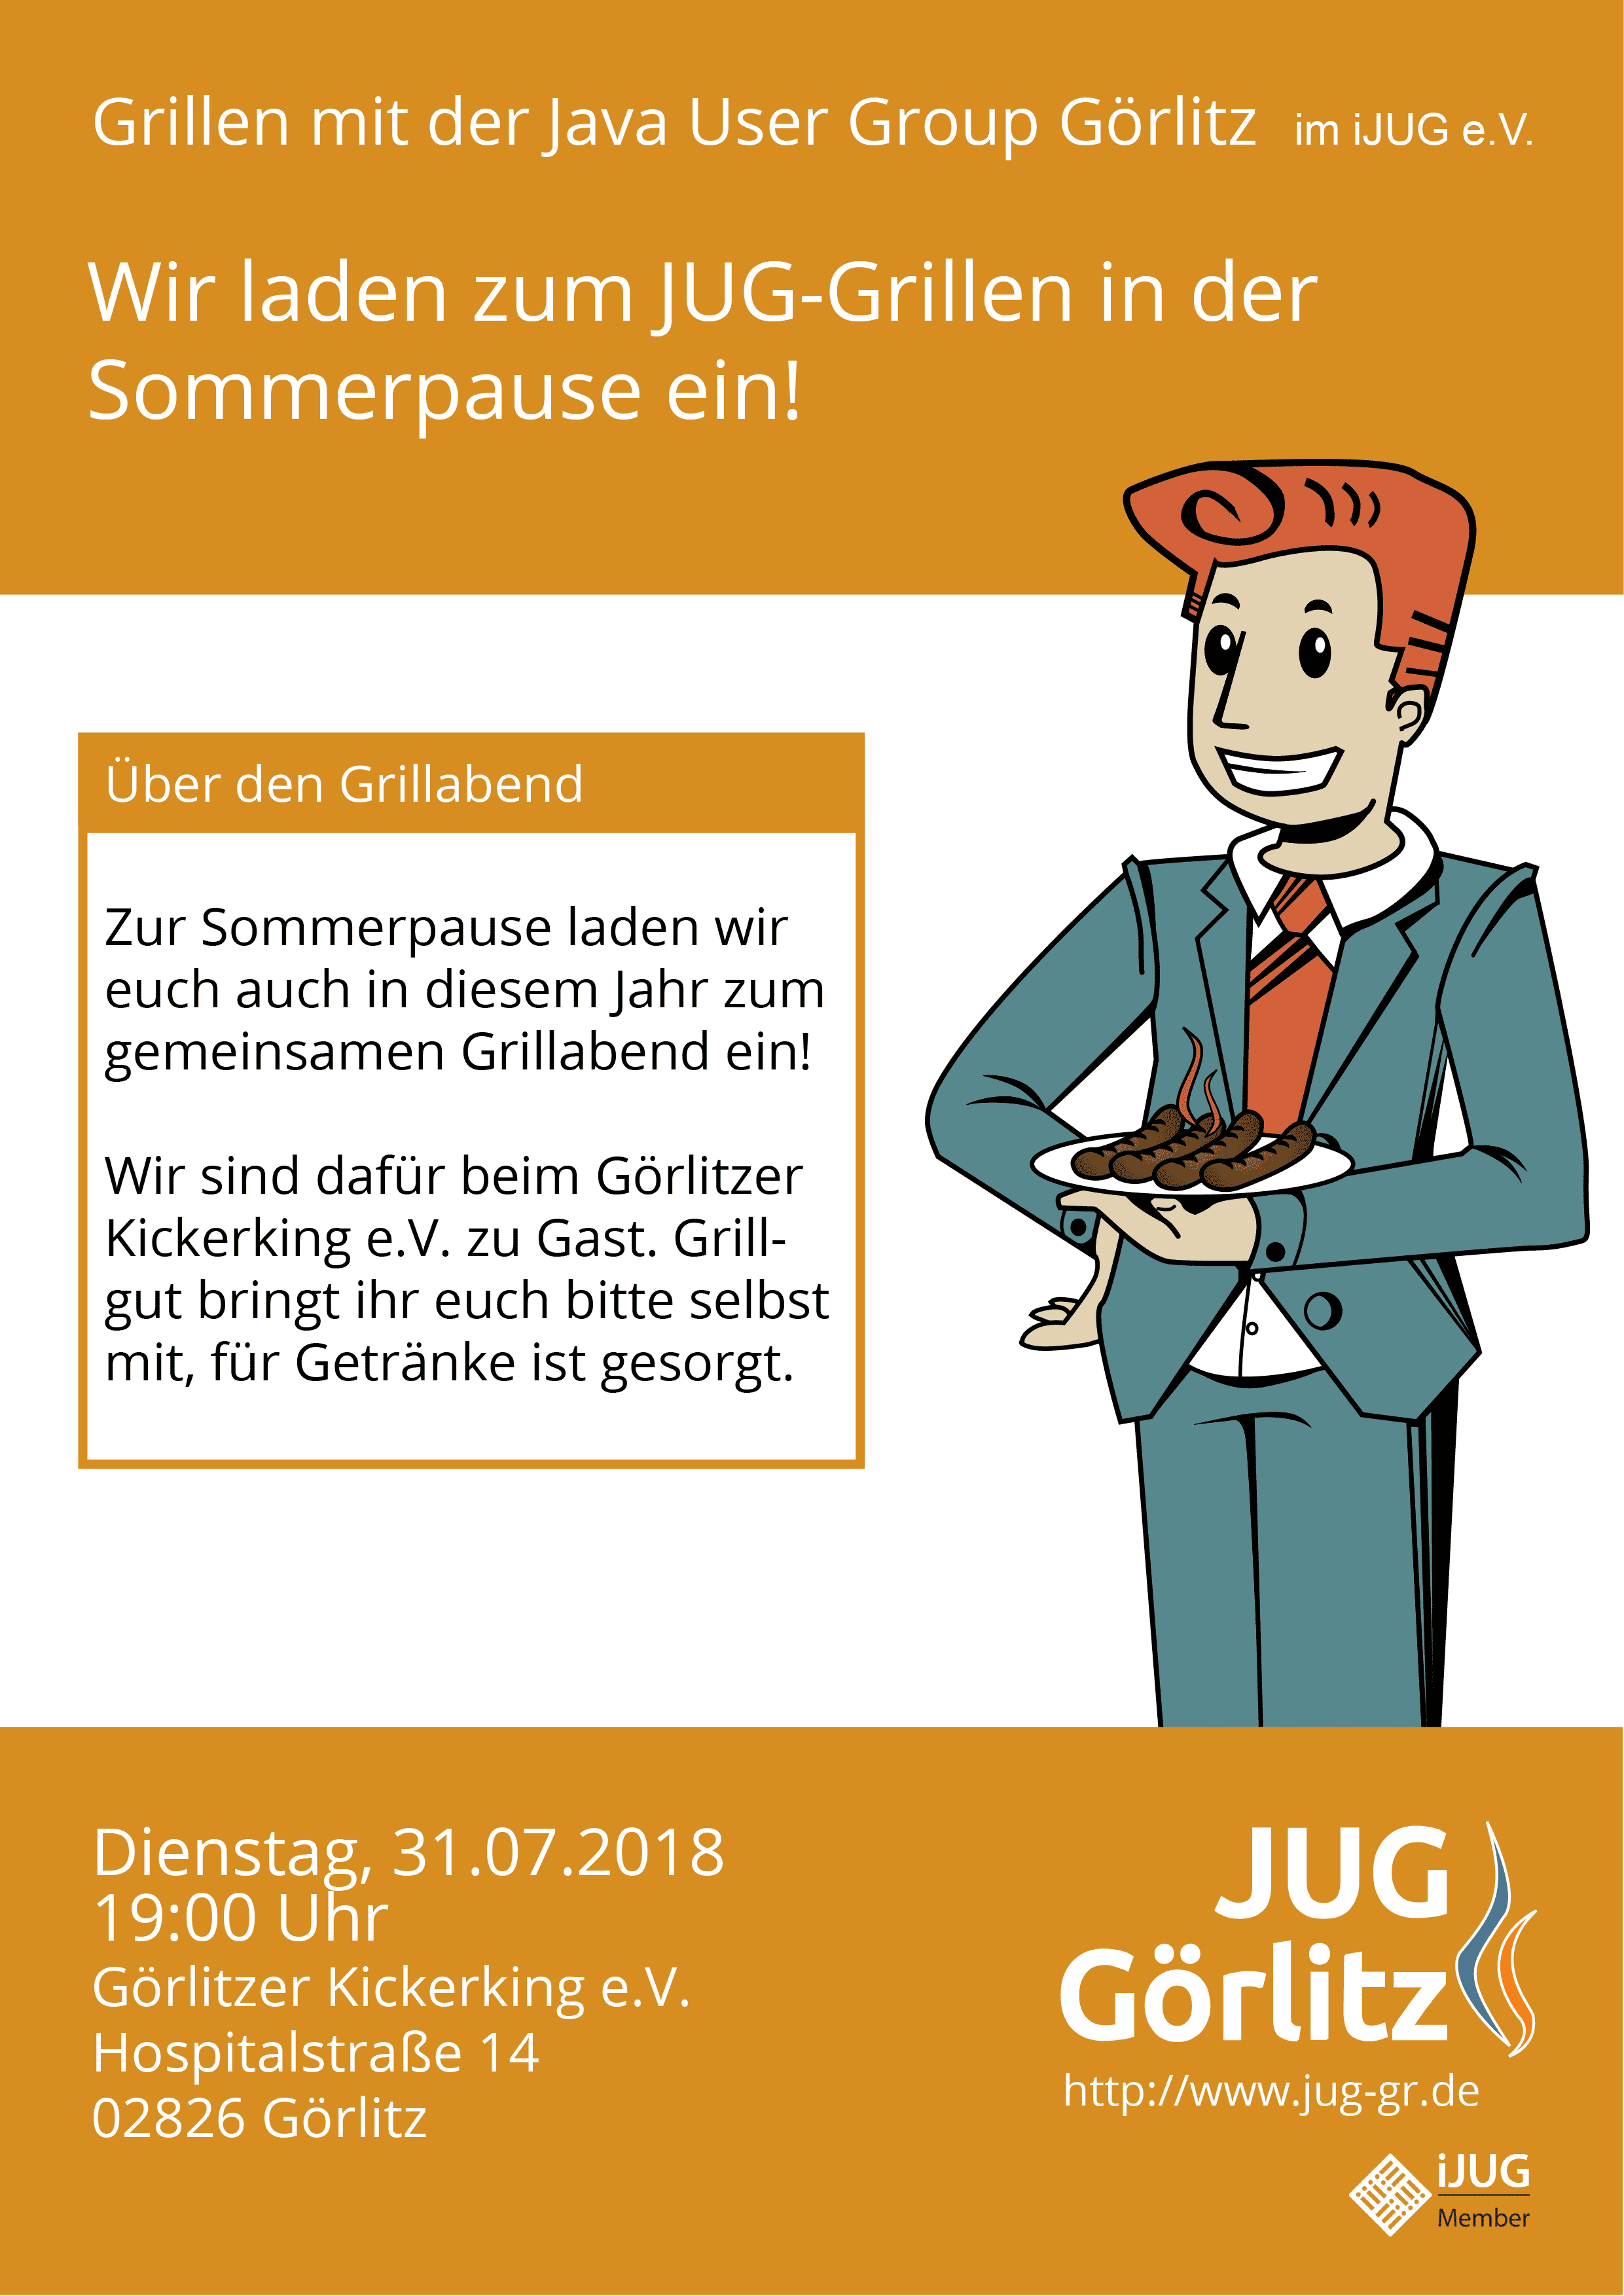 Grillen mit der Java User Group Görlitz im iJUG e.V.
Wir laden zum JUG-Grillen in der
Sommerpause ein!
Über den Grillabend
Zur Sommerpause laden wir
euch auch in diesem Jahr zum
gemeinsamen Grillabend ein!
Wir sind dafür beim Görlitzer
Kickerking e.V. zu Gast. Grill-
gut bringt ihr euch bitte selbst
mit, für Getränke ist gesorgt.
Dienstag, 31.07.2018
19:00 Uhr
Görlitzer Kickerking e.V.
Hospitalstraße 14
02826 Görlitz
JUG
Görlitz
http://www.jug-gr.de
iJUG
Member